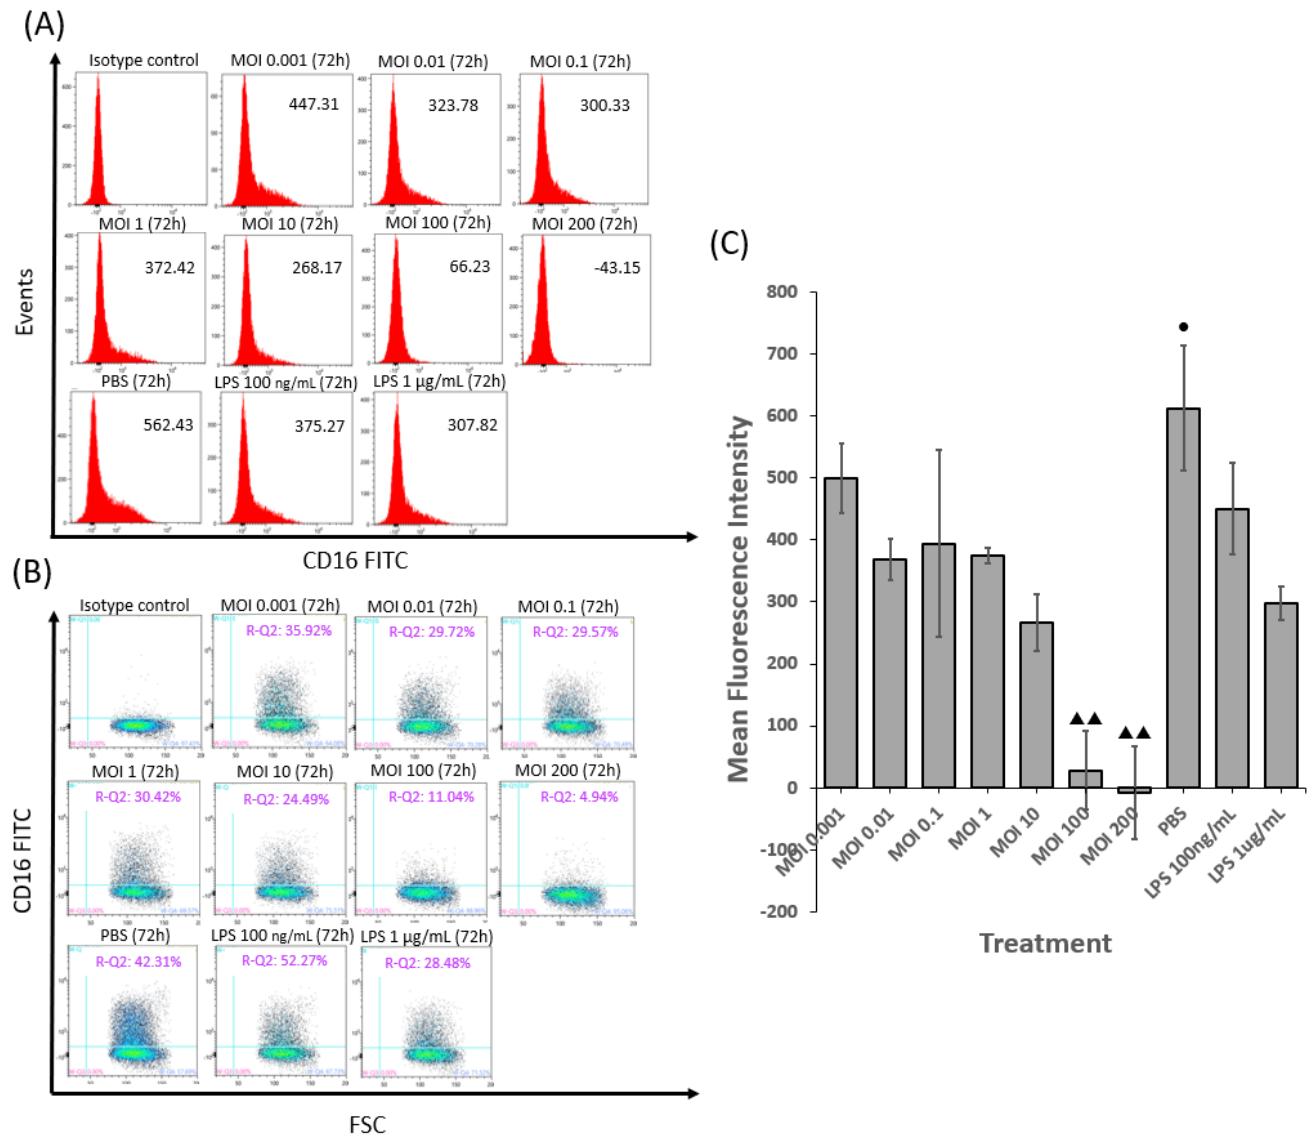 (A)
Isotype control
MOI 0.001 (72h)
447.31
MOI 0.01 (72h)
323.78
MOI 0.1 (72h)
300.33
MOI 1 (72h)
372.42
MOI 10 (72h)
268.17
MOI 100 (72h)
66.23
MOI 200 (72h)
-43.15
PBS (72h)
562.43
LPS 100 ng/mL (72h)
375.27
LPS 1 µg/mL (72h)
307.82
Events
CD16 FITC
(B)
Isotype control
MOI 0.001 (72h)
R-Q2: 35.92%
MOI 0.01 (72h)
R-Q2: 29.72%
MOI 0.1 (72h)
R-Q2: 29.57%
MOI 1 (72h)
R-Q2: 30.42%
MOI 10 (72h)
R-Q2: 24.49%
MOI 100 (72h)
R-Q2: 11.04%
MOI 200 (72h)
R-Q2: 4.94%
PBS (72h)
R-Q2: 42.31%
LPS 100 ng/mL (72h)
R-Q2: 52.27%
LPS 1 µg/mL (72h)
R-Q2: 28.48%
CD16 FITC
FSC
(C)
Mean Fluorescence Intensity
800
700
600
500
400
300
200
100
0
-100
-200
MOI 0.001
MOI 0.01
MOI 0.1
MOI 1
MOI 10
MOI 100
MOI 200
PBS
LPS 100ng/mL
LPS 1ug/mL
Treatment